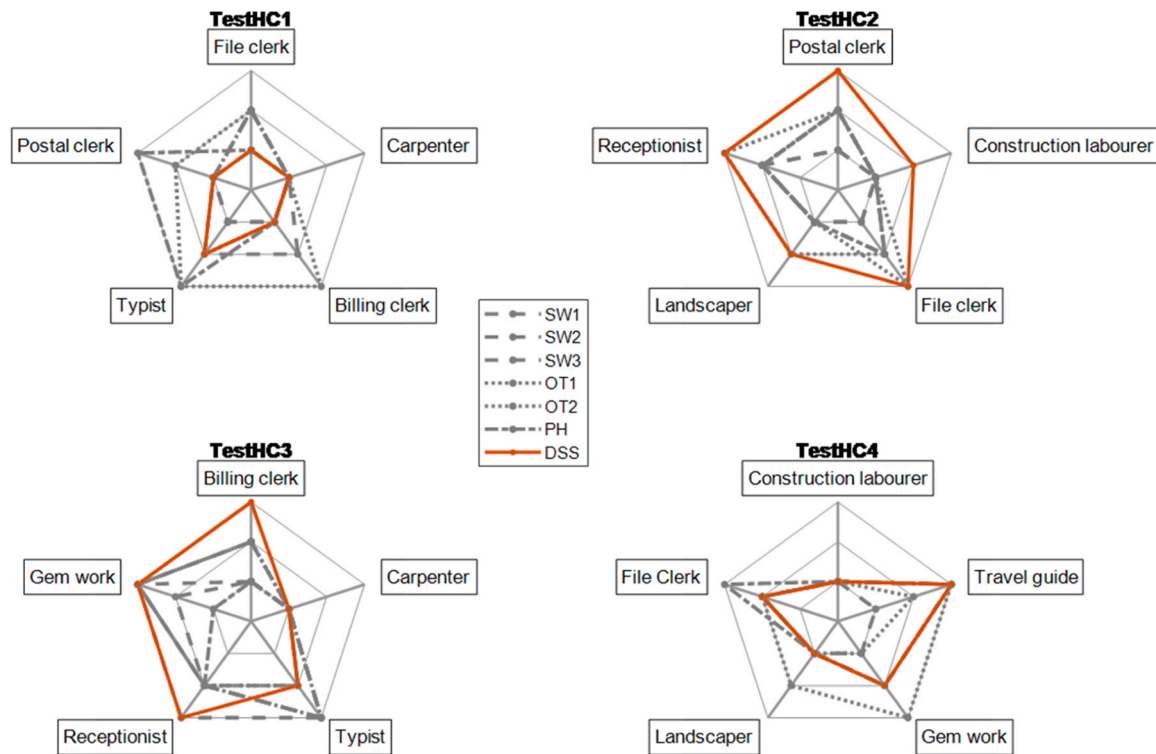 TestHC1
File clerk
Postal clerk
Carpenter
Typist
Billing clerk
TestHC2
Postal clerk
Receptionist
Construction labourer
Landscaper
File clerk
SW1
SW2
SW3
OT1
OT2
PH
DSS
TestHC3
Billing clerk
Gem work
Carpenter
Receptionist
Typist
TestHC4
Construction labourer
File Clerk
Travel guide
Landscaper
Gem work